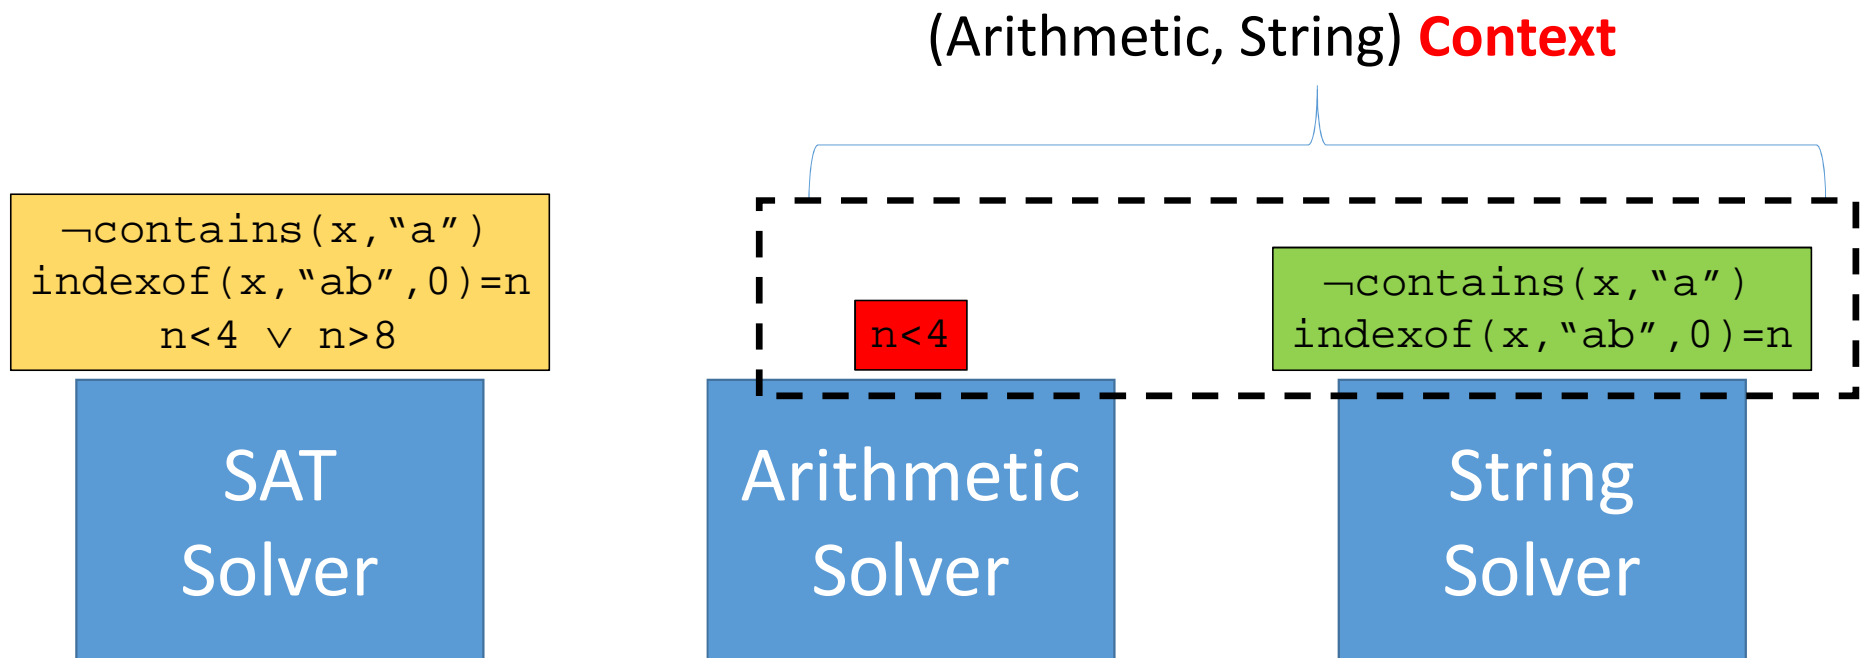 (Arithmetic, String) Context
¬contains(x,“a”)
indexof(x,“ab”,0)=n
n<4 ∨ n>8
n<4
¬contains(x,“a”)
indexof(x,“ab”,0)=n
SAT
Solver
Arithmetic
Solver
String
Solver